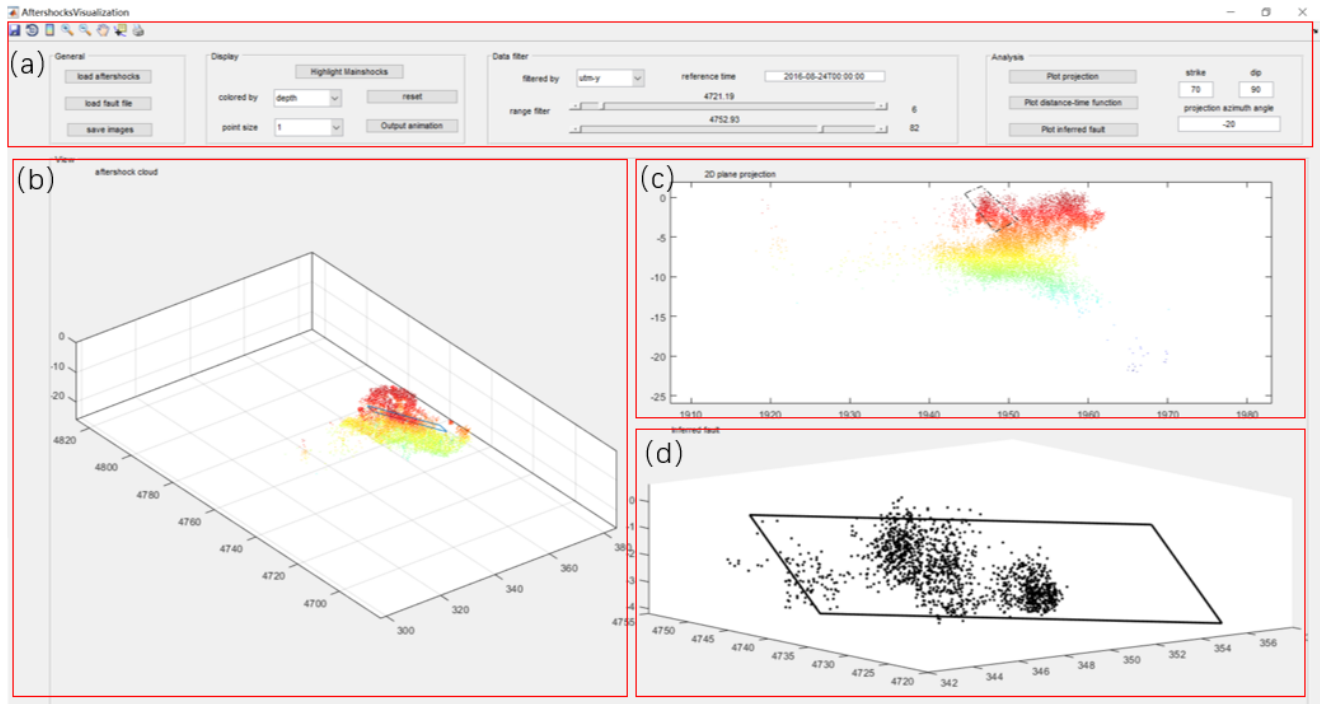 AftershocksVisualization
(a)
General
load aftershocks
load fault file
save images
Display
Highlight Mainshocks
colored by depth reset
point size 1 Output animation
Data filter
filtered by utm-y reference time 2016-08-24T00:00:00
range filter
4721.19 6
4752.93 82
Analysis
Plot projection
Plot distance-time function
Plot inferred fault
strike dip
70 90
projection azimuth angle
-20
View
(b)
aftershock cloud
0
-10
-20
4820
4800
4780
4760
4740
4720
4700
300
320
340
360
380
(c)
2D plane projection
0
-5
-10
-15
-20
-25
1910 1920 1930 1940 1950 1960 1970 1980
Inferred fault
(d)
0
-1
-2
-3
-4
4755
4750
4745
4740
4735
4730
4725
4720
342
344
346
348
350
352
354
356